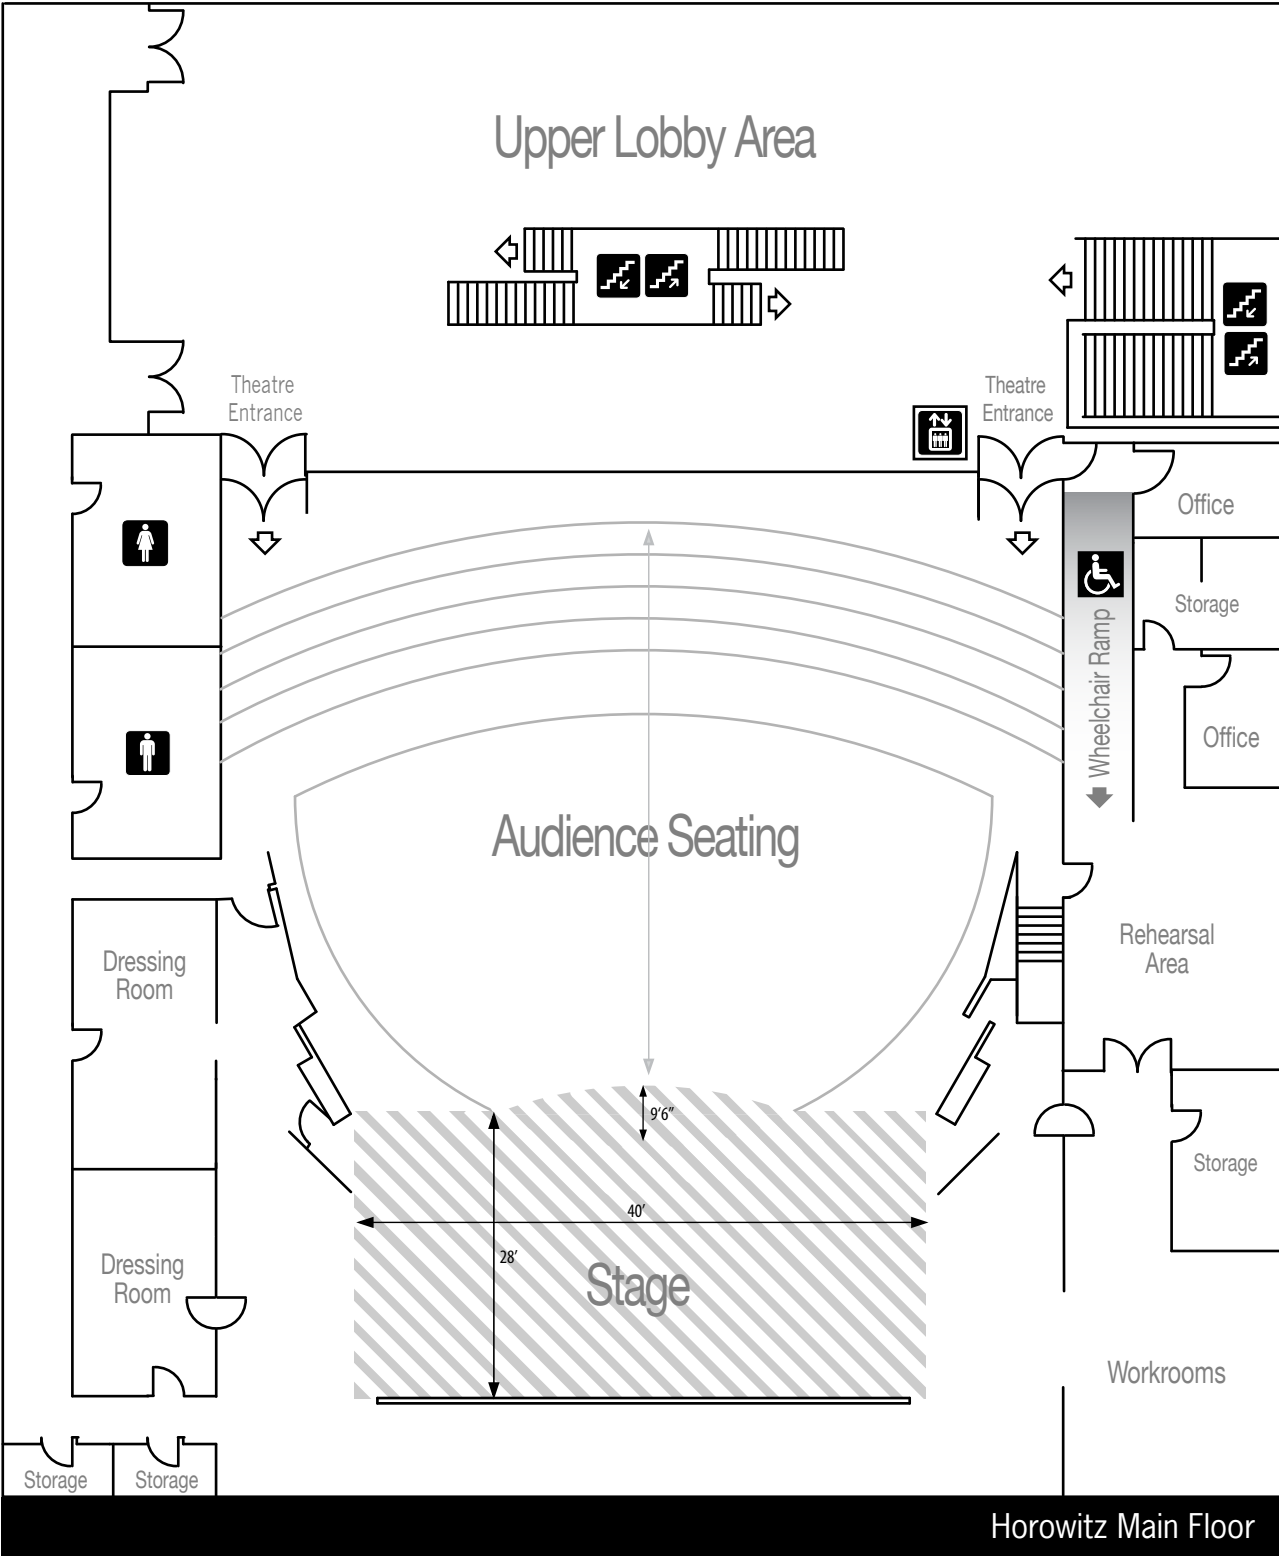 Upper Lobby Area
Theatre
Entrance
Theatre
Entrance
Office
Storage
Wheelchair Ramp
Office
Audience Seating
Dressing
Room
Rehearsal
Area
9'6"
Storage
40'
28'
Stage
Dressing
Room
Workrooms
Storage
Storage
Horowitz Main Floor